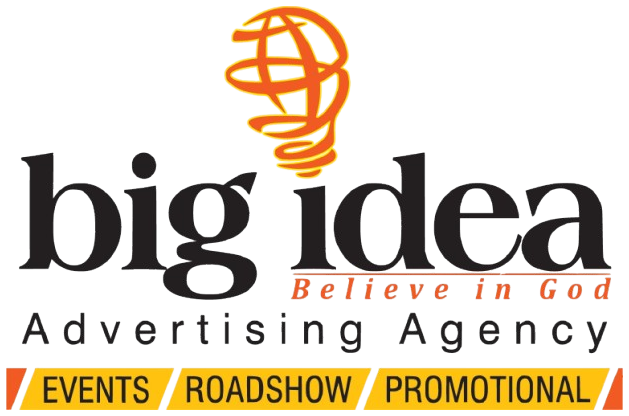 big idea
Believe in God
Advertising Agency
EVENTS ROADSHOW PROMOTIONAL